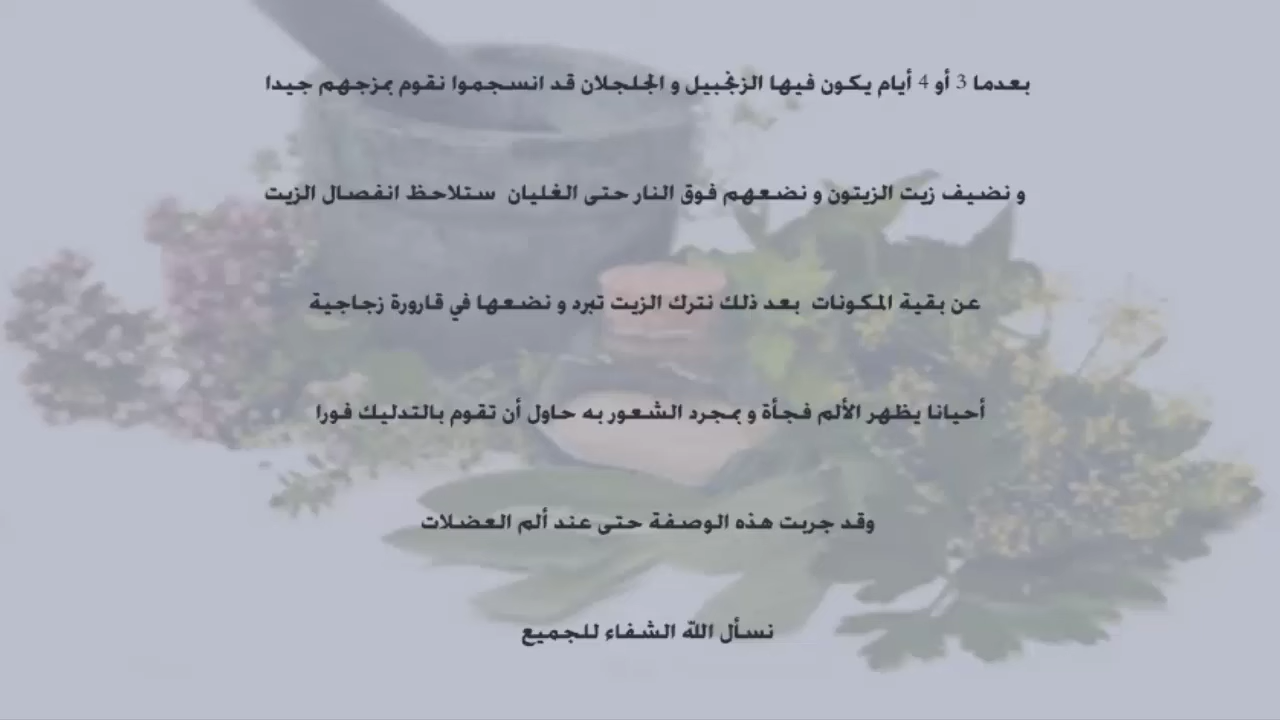 بعدما 3 أو 4 أيام يكون فيها الزنجبيل و الجلجلان قد انسجموا نقوم بمزجهم جيدا
و نضيف زيت الزيتون و نضعهم فوق النار حتى الغليان ستلاحظ انفصال الزيت
عن بقية المكونات بعد ذلك نترك الزيت تبرد و نضعها في قارورة زجاجية
أحيانا يظهر الألم فجأة و بمجرد الشعور به حاول أن تقوم بالتدليك فورا
وقد جربت هذه الوصفة حتى عند ألم العضلات
نسأل الله الشفاء للجميع